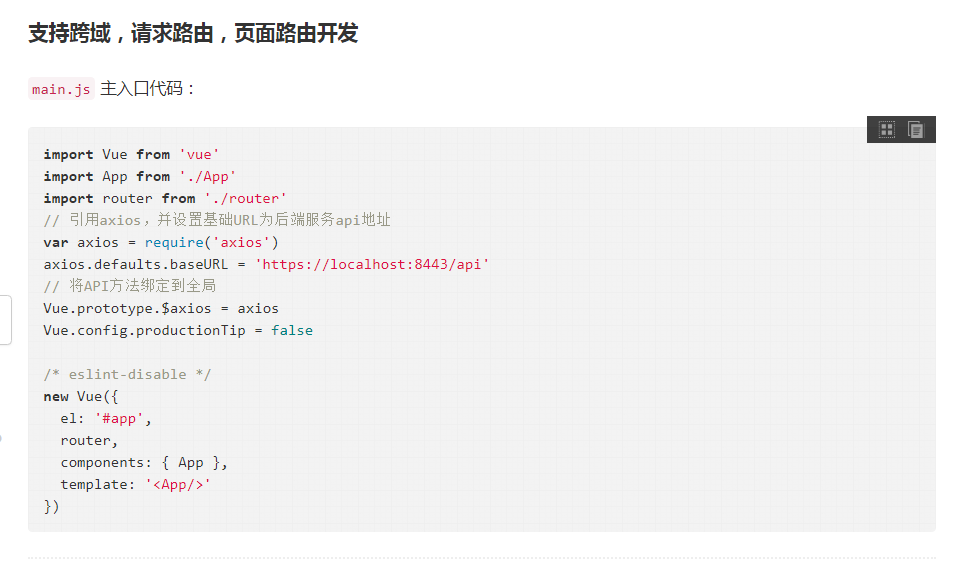 支持跨域，请求路由，页面路由开发
main.js 主入口代码：
import Vue from 'vue'
import App from './App'
import router from './router'
// 引用axios，并设置基础URL为后端服务api地址
var axios = require('axios')
axios.defaults.baseURL = 'https://localhost:8443/api'
// 将API方法绑定到全局
Vue.prototype.$axios = axios
Vue.config.productionTip = false
/* eslint-disable */
new Vue({
  el: '#app',
  router,
  components: { App },
  template: '<App/>'
})